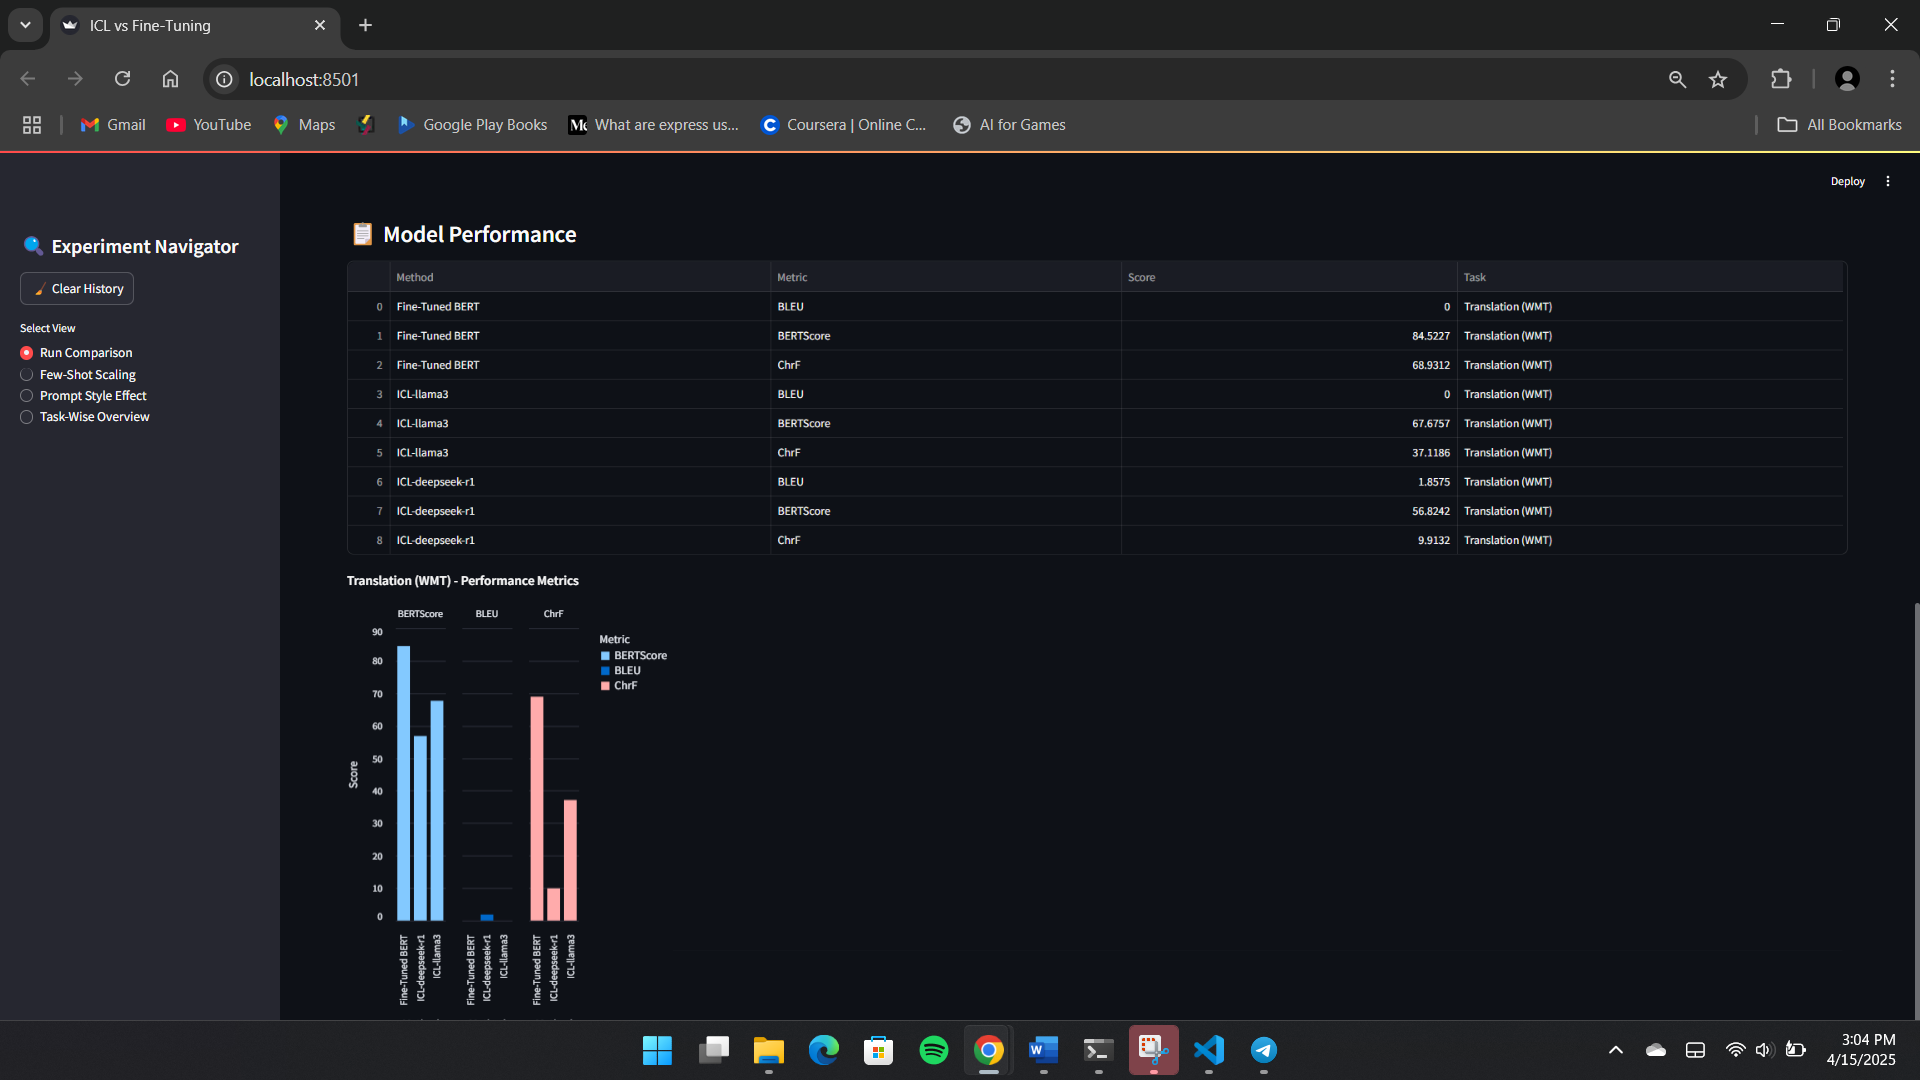 ICL vs Fine-Tuning
localhost:8501
Gmail
YouTube
Maps
Google Play Books
What are express us...
Coursera | Online C...
AI for Games
All Bookmarks
Deploy
Experiment Navigator
Clear History
Select View
Run Comparison
Few-Shot Scaling
Prompt Style Effect
Task-Wise Overview
Model Performance
Method Metric Score Task
0 Fine-Tuned BERT BLEU 0 Translation (WMT)
1 Fine-Tuned BERT BERTScore 84.5227 Translation (WMT)
2 Fine-Tuned BERT ChrF 68.9312 Translation (WMT)
3 ICL-llama3 BLEU 0 Translation (WMT)
4 ICL-llama3 BERTScore 67.6757 Translation (WMT)
5 ICL-llama3 ChrF 37.1186 Translation (WMT)
6 ICL-deepseek-r1 BLEU 1.8575 Translation (WMT)
7 ICL-deepseek-r1 BERTScore 56.8242 Translation (WMT)
8 ICL-deepseek-r1 ChrF 9.9132 Translation (WMT)
Translation (WMT) - Performance Metrics
BERTScore BLEU ChrF
90
80
70
60
50
40
30
20
10
0
Score
Fine-Tuned BERT
ICL-deepseek-r1
ICL-llama3
Fine-Tuned BERT
ICL-deepseek-r1
ICL-llama3
Fine-Tuned BERT
ICL-deepseek-r1
ICL-llama3
Metric
BERTScore
BLEU
ChrF
3:04 PM
4/15/2025